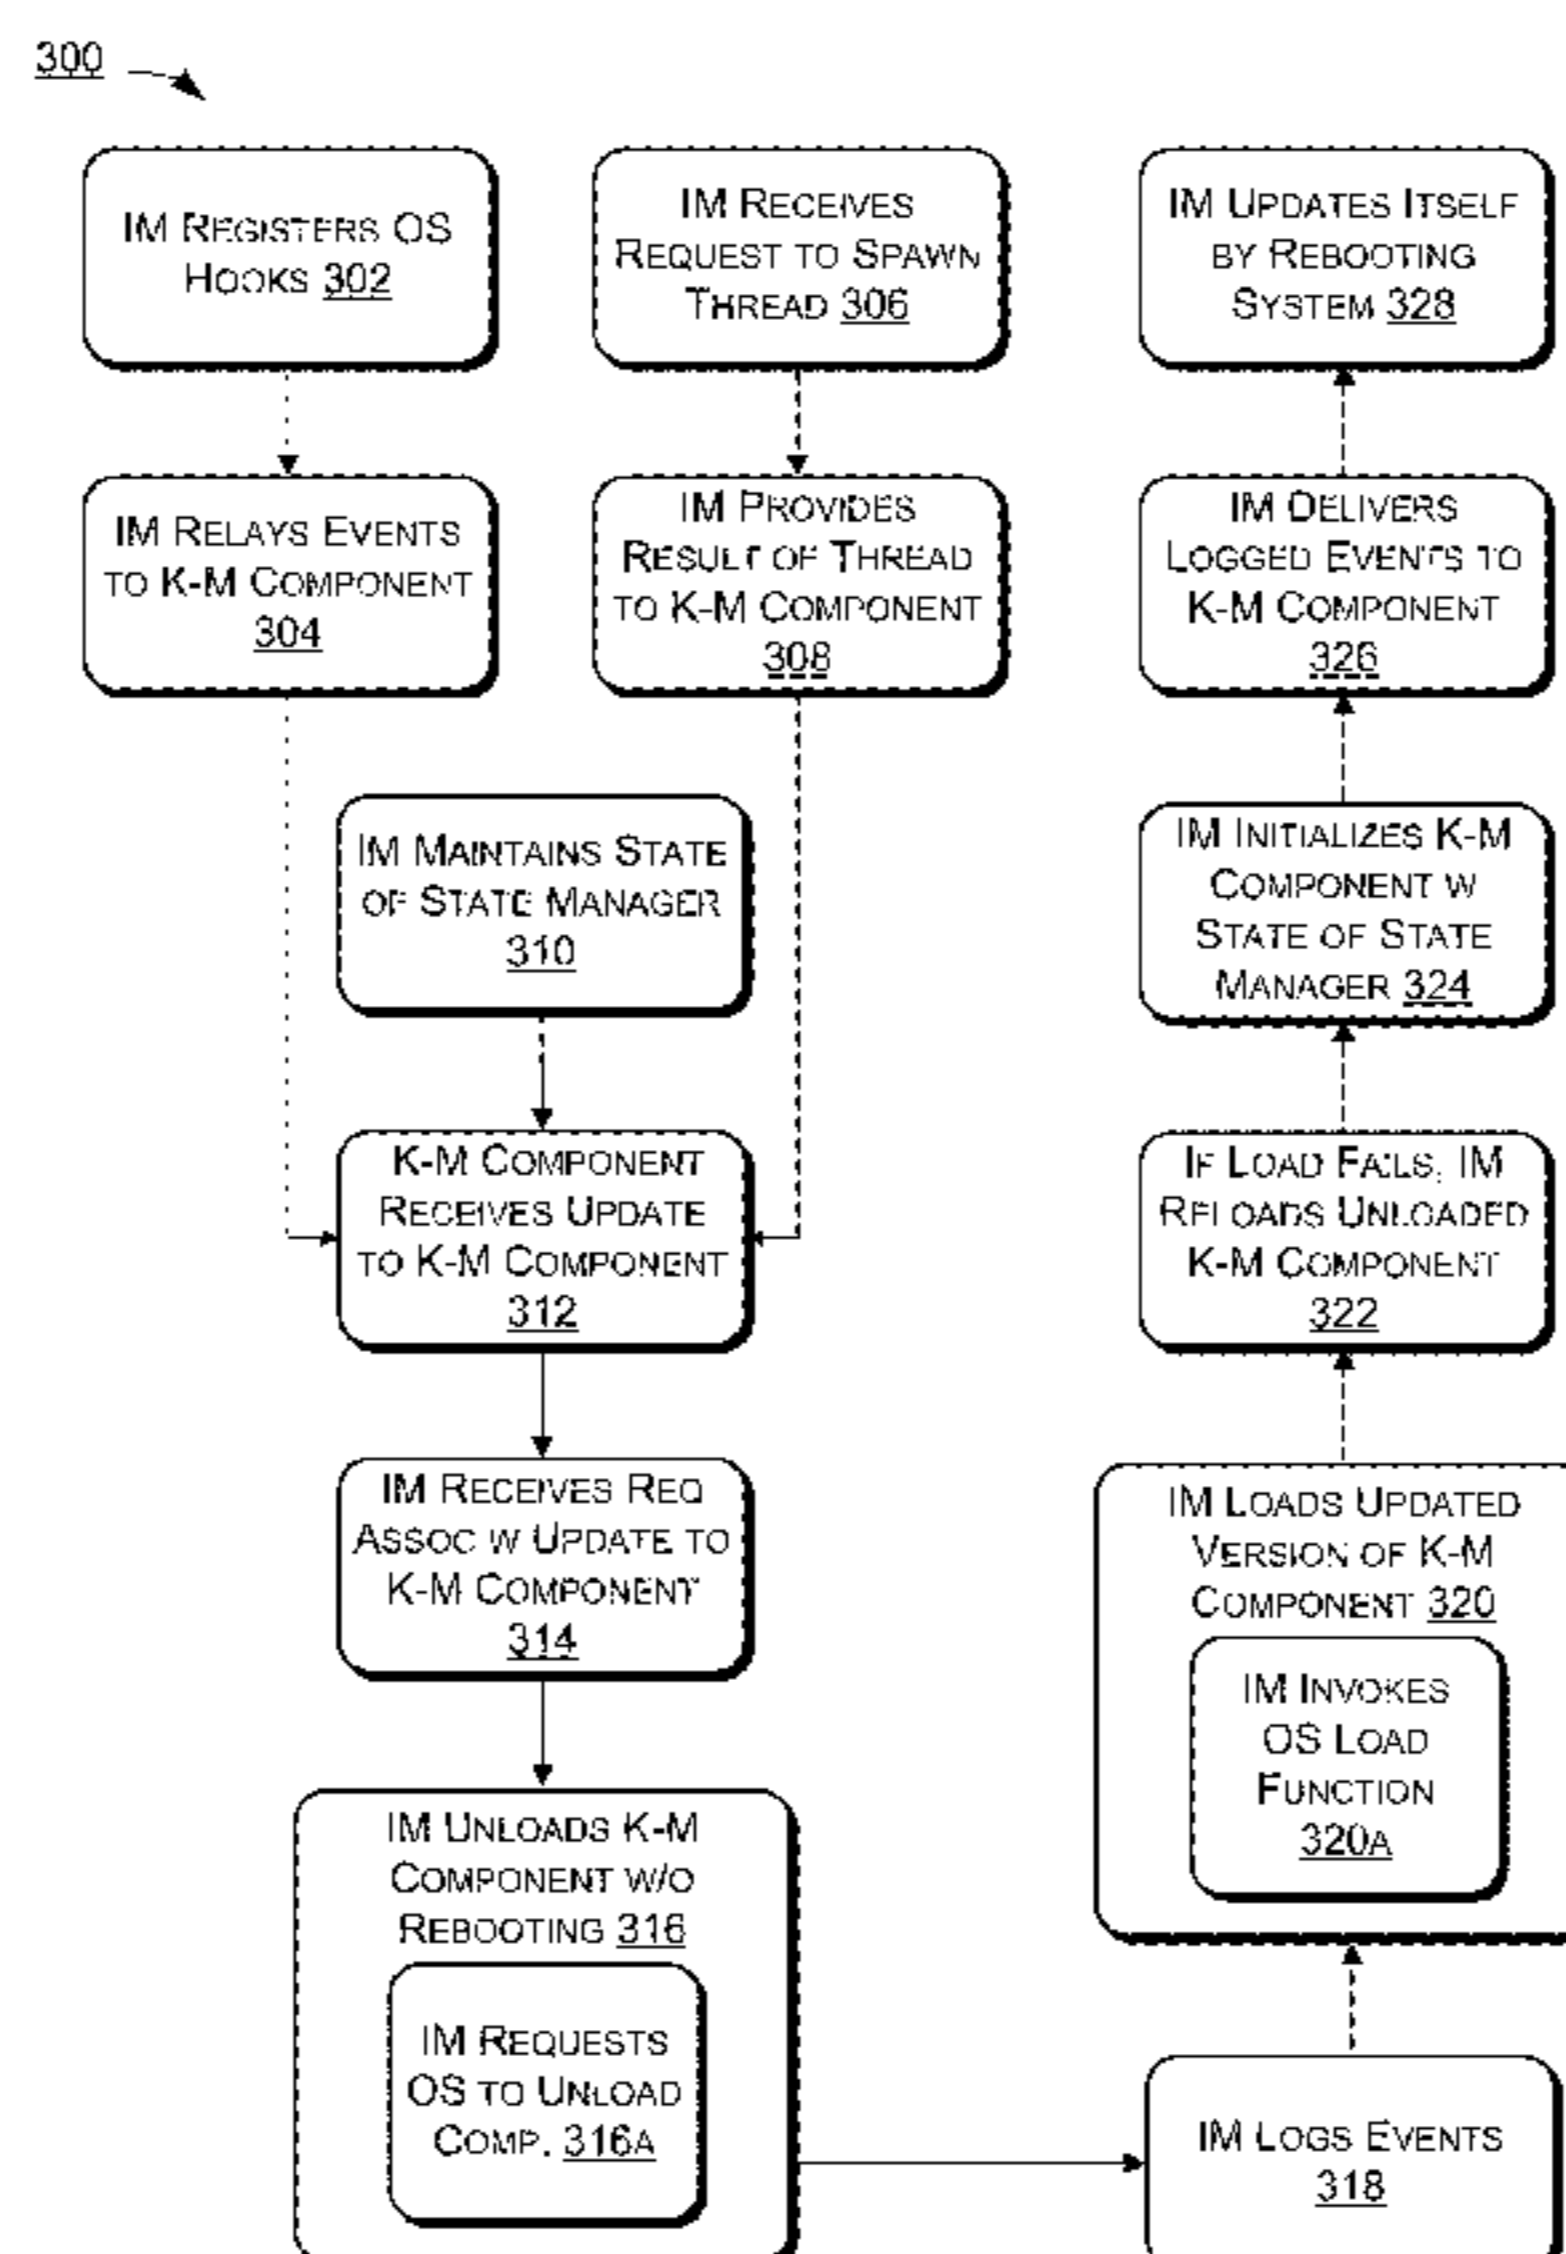 300
IM REGISTERS OS
HOOKS 302
IM RELAYS EVENTS
TO K-M COMPONENT
304
IM RECEIVES
REQUEST TO SPAWN
THREAD 306
IM PROVIDES
RESULT OF THREAD
TO K-M COMPONENT
308
IM MAINTAINS STATE
OF STATE MANAGER
310
K-M COMPONENT
RECEIVES UPDATE
TO K-M COMPONENT
312
IM RECEIVES REQ
ASSOC W UPDATE TO
K-M COMPONENT
314
IM UNLOADS K-M
COMPONENT W/O
REBOOTING 316
IM REQUESTS
OS TO UNLOAD
COMP. 316A
IM LOGS EVENTS
318
IM LOADS UPDATED
VERSION OF K-M
COMPONENT 320
IM INVOKES
OS LOAD
FUNCTION
320A
IF LOAD FAILS, IM
RELOADS UNLOADED
K-M COMPONENT
322
IM INITIALIZES K-M
COMPONENT W
STATE OF STATE
MANAGER 324
IM DELIVERS
LOGGED EVENTS TO
K-M COMPONENT
326
IM UPDATES ITSELF
BY REBOOTING
SYSTEM 328